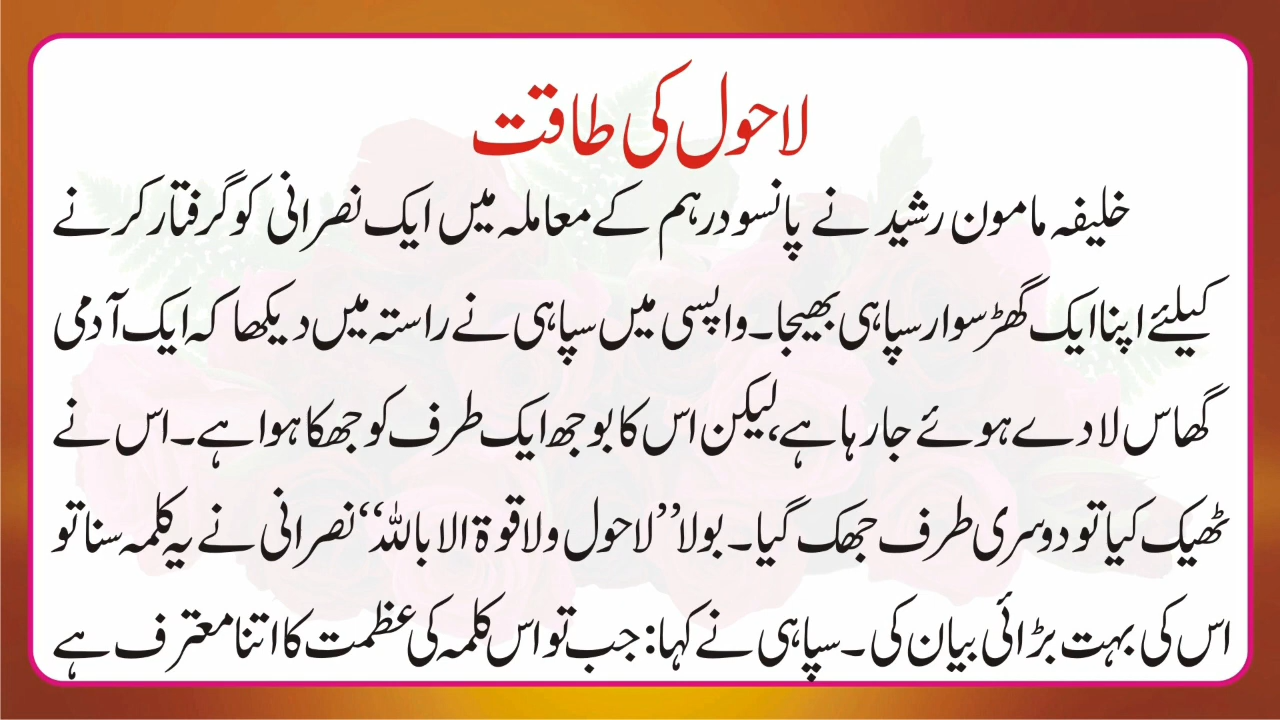 لاحول کی طاقت
خلیفہ مامون رشید نے پانسو درہم کے معاملہ میں ایک نصرانی کو گرفتار کرنے
کیلئے اپنا ایک گھڑ سوار سپاہی بھیجا۔ واپسی میں سپاہی نے راستہ میں دیکھا کہ ایک آدمی
گھاس لادے ہوئے جارہا ہے، لیکن اس کا بوجھ ایک طرف کو جھکا ہوا ہے۔ اس نے
ٹھیک کیا تو دوسری طرف جھک گیا۔ بولا ’’لاحول ولا قوۃ الا باللہ‘‘ نصرانی نے یہ کلمہ سنا تو
اس کی بہت بڑائی بیان کی۔ سپاہی نے کہا: جب تو اس کلمہ کی عظمت کا اتنا معترف ہے